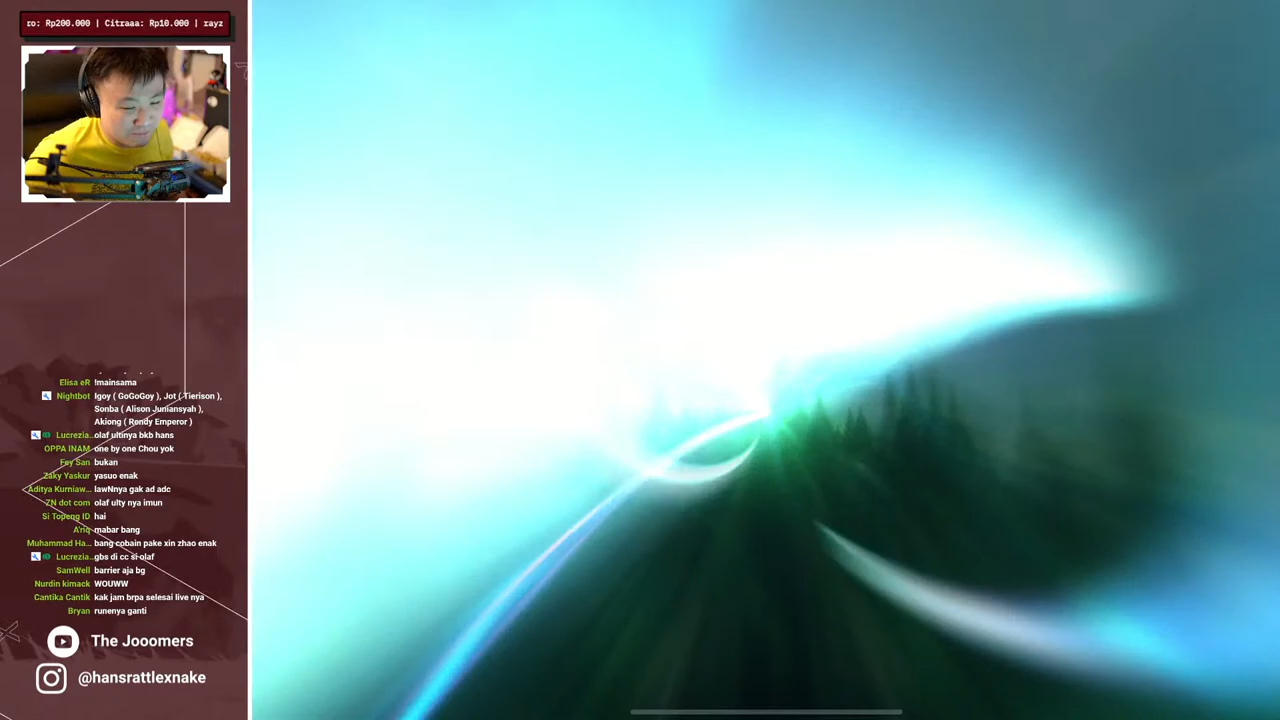 ro: Rp200.000 | Citraaa: Rp10.000 | rayz
Elisa eR !mainsama
Nightbot Igoy ( GoGoGoy ), Jot ( Tierison ),
Sonba ( Alison Juniansyah ),
Akiong ( Rendy Emperor )
Lucrezia... olaf ultinya bkb hans
OPPA INAM one by one Chou yok
Fey San bukan
Zaky Yaskur yasuo enak
Aditya Kurniaw... lawNnya gak ad adc
ZN dot com olaf ulty nya imun
Si Topeng ID hai
A'riq mabar bang
Muhammad Ha... bang cobain pake xin zhao enak
Lucrezia... gbs di cc si olaf
SamWell barrier aja bg
Nurdin kimack WOUWW
Cantika Cantik kak jam brpa selesai live nya
Bryan runenya ganti
The Jooomers
@hansrattlexnake